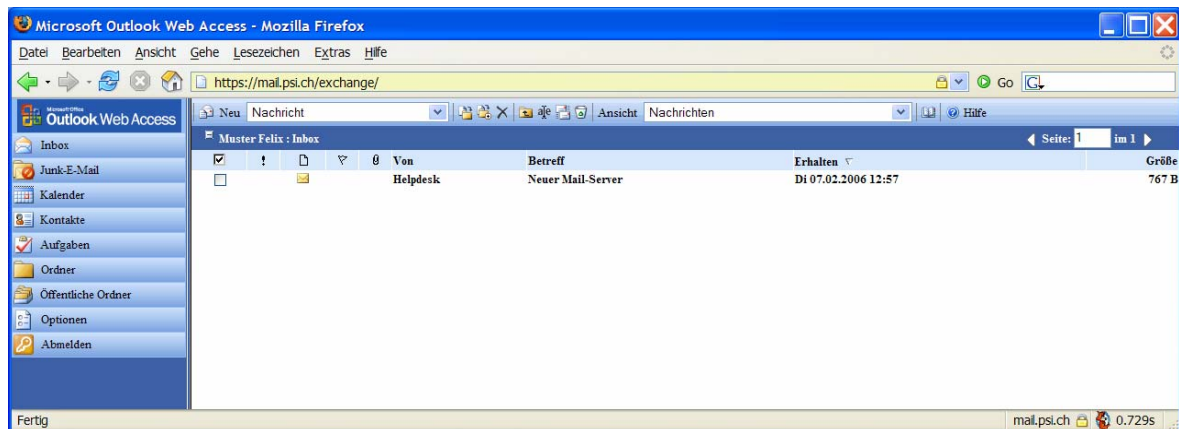 Microsoft Outlook Web Access - Mozilla Firefox
Datei Bearbeiten Ansicht Gehe Lesezeichen Extras Hilfe
https://mail.psi.ch/exchange/ Go G
Microsoft Office
Outlook Web Access
Neu Nachricht Ansicht Nachrichten Hilfe
Muster Felix : Inbox Seite: 1 im 1
Von Betreff Erhalten Größe
Helpdesk Neuer Mail-Server Di 07.02.2006 12:57 767 B
Inbox
Junk-E-Mail
Kalender
Kontakte
Aufgaben
Ordner
Öffentliche Ordner
Optionen
Abmelden
Fertig mail.psi.ch 0.729s